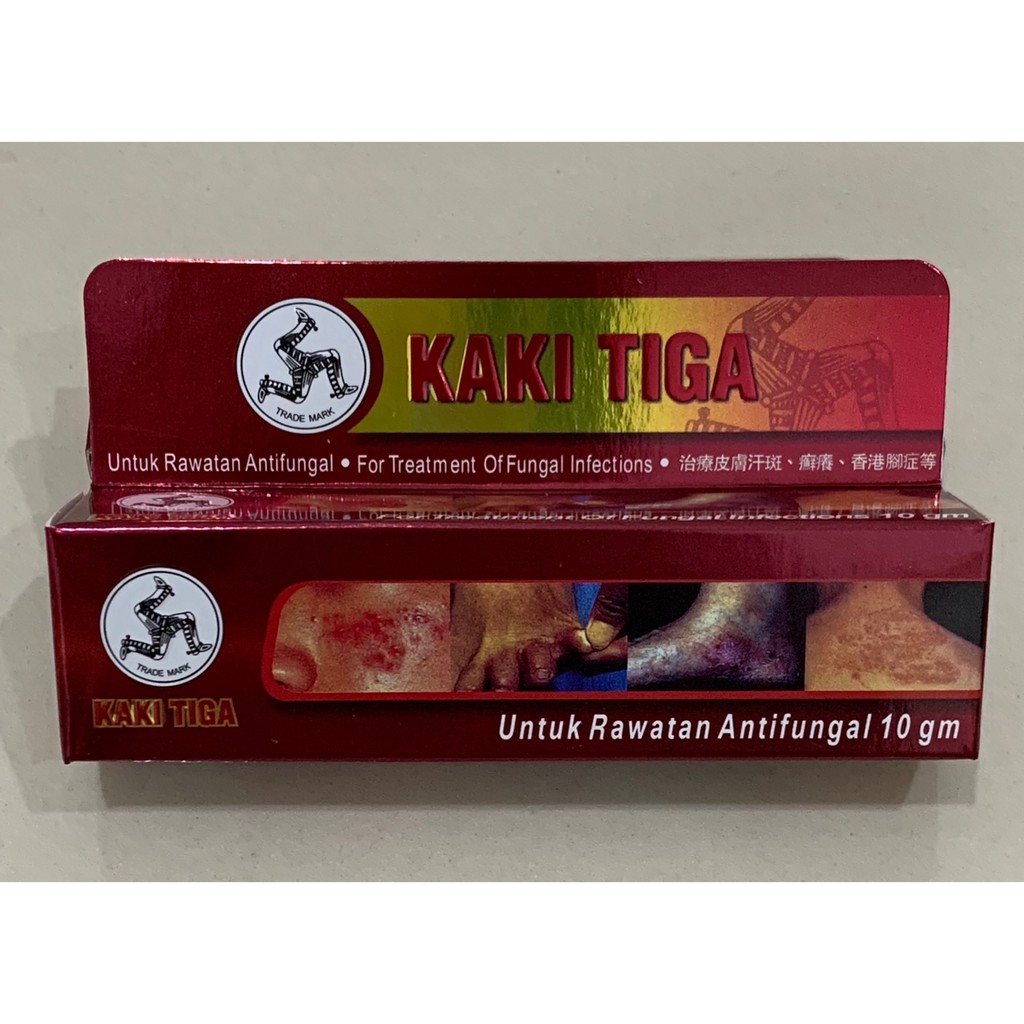 KAKI TIGA
TRADE MARK
Untuk Rawatan Antifungal • For Treatment Of Fungal Infections • 治療皮膚汗斑、癬癢、香港腳症等
TRADE MARK
KAKI TIGA
Untuk Rawatan Antifungal 10 gm